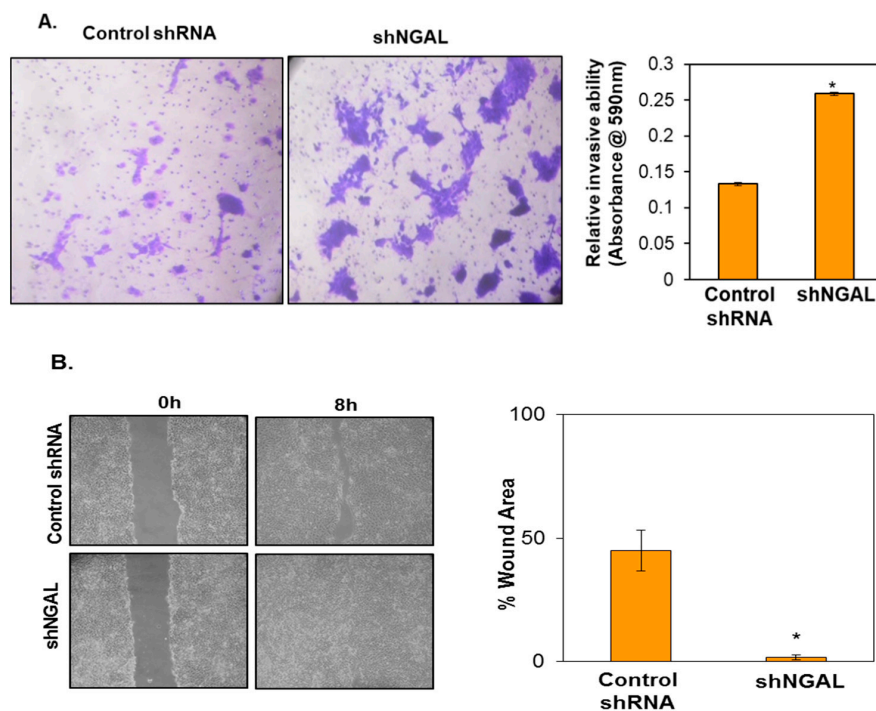 A.
Control shRNA
shNGAL
Relative invasive ability
(Absorbance @ 590nm)
0.3
0.25
0.2
0.15
0.1
0.05
0
*
Control
shRNA
shNGAL
B.
0h
8h
Control shRNA
shNGAL
% Wound Area
100
50
0
*
Control
shRNA
shNGAL